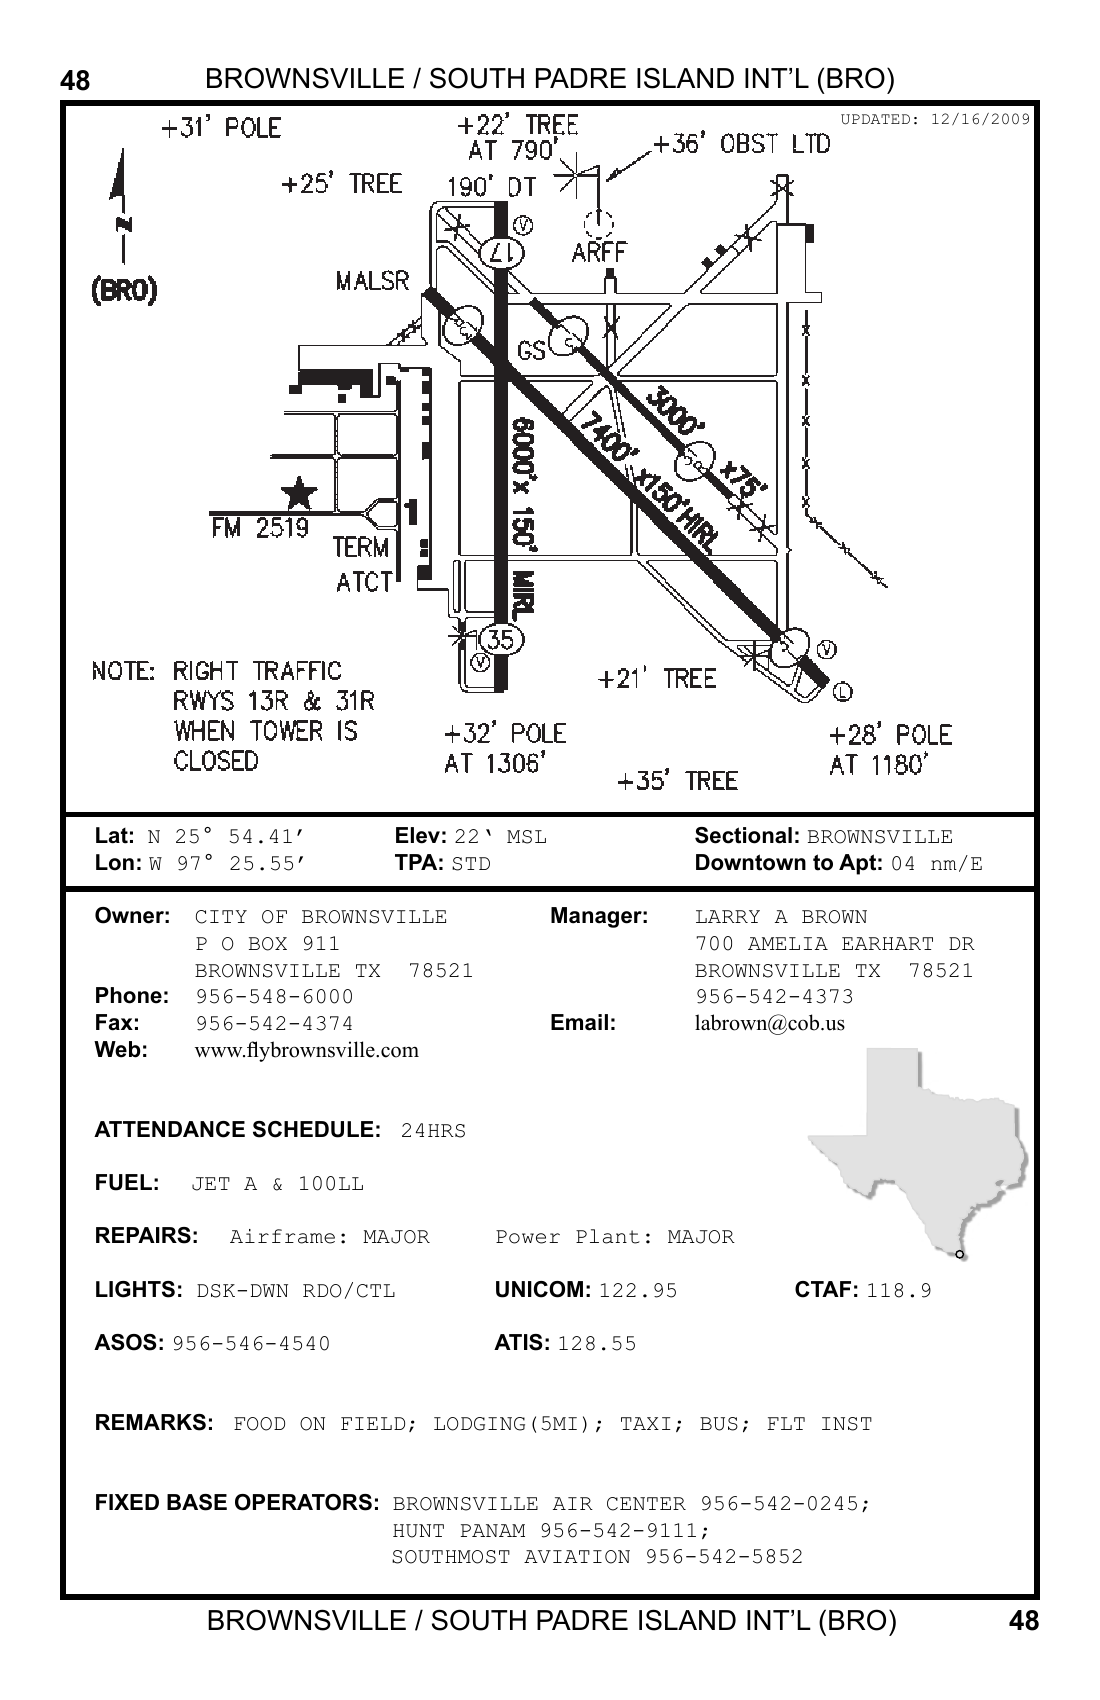 48
BROWNSVILLE / SOUTH PADRE ISLAND INT'L (BRO)
UPDATED: 12/16/2009
+31' POLE
+22' TREE
AT 790'
+36' OBST LTD
+25' TREE
190' DT
N
V
17
ARFF
(BRO)
MALSR
GS
3000'
x75'
7400' x150' HIRL
6000' x 150' MIRL
FM 2519
TERM
ATCT
35
V
V
L
NOTE: RIGHT TRAFFIC
RWYS 13R & 31R
WHEN TOWER IS
CLOSED
+21' TREE
+32' POLE
AT 1306'
+28' POLE
AT 1180'
+35' TREE
Lat: N 25° 54.41′ Elev: 22‘ MSL Sectional: BROWNSVILLE
Lon: W 97° 25.55′ TPA: STD Downtown to Apt: 04 nm/E
Owner: CITY OF BROWNSVILLE Manager: LARRY A BROWN
P O BOX 911 700 AMELIA EARHART DR
BROWNSVILLE TX 78521 BROWNSVILLE TX 78521
Phone: 956-548-6000 956-542-4373
Fax: 956-542-4374 Email: labrown@cob.us
Web: www.flybrownsville.com
ATTENDANCE SCHEDULE: 24HRS
FUEL: JET A & 100LL
REPAIRS: Airframe: MAJOR Power Plant: MAJOR
LIGHTS: DSK-DWN RDO/CTL UNICOM: 122.95 CTAF: 118.9
ASOS: 956-546-4540 ATIS: 128.55
REMARKS: FOOD ON FIELD; LODGING(5MI); TAXI; BUS; FLT INST
FIXED BASE OPERATORS: BROWNSVILLE AIR CENTER 956-542-0245;
HUNT PANAM 956-542-9111;
SOUTHMOST AVIATION 956-542-5852
BROWNSVILLE / SOUTH PADRE ISLAND INT'L (BRO)
48